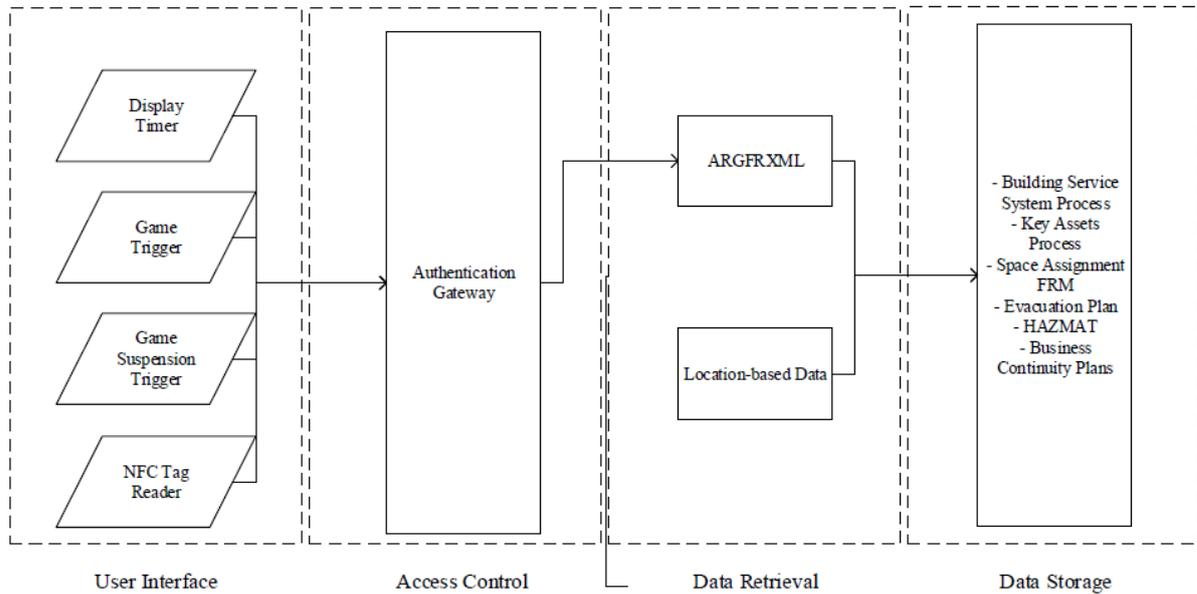 Display
Timer
Game
Trigger
Game
Suspension
Trigger
NFC Tag
Reader
Authentication
Gateway
ARGFRXML
Location-based Data
- Building Service
System Process
- Key Assets
Process
- Space Assignment
FRM
- Evacuation Plan
- HAZMAT
- Business
Continuity Plans
User Interface
Access Control
Data Retrieval
Data Storage